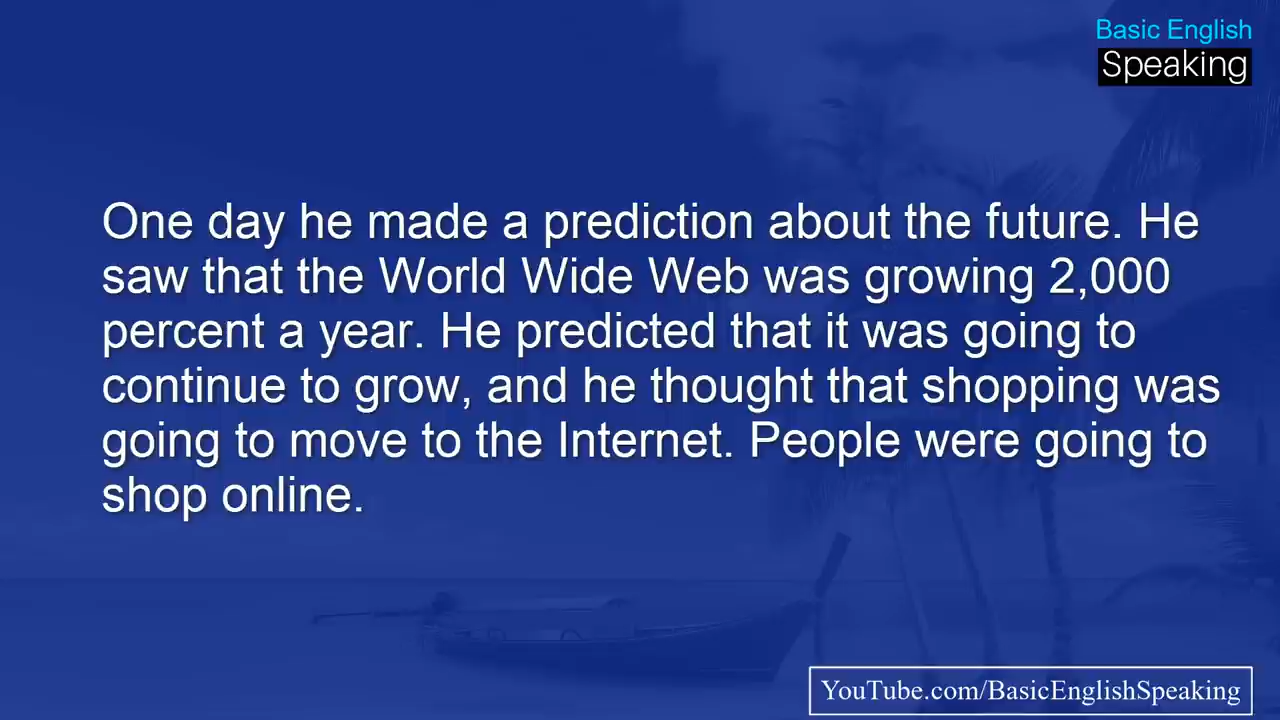 Basic English
Speaking
One day he made a prediction about the future. He
saw that the World Wide Web was growing 2,000
percent a year. He predicted that it was going to
continue to grow, and he thought that shopping was
going to move to the Internet. People were going to
shop online.
YouTube.com/BasicEnglishSpeaking